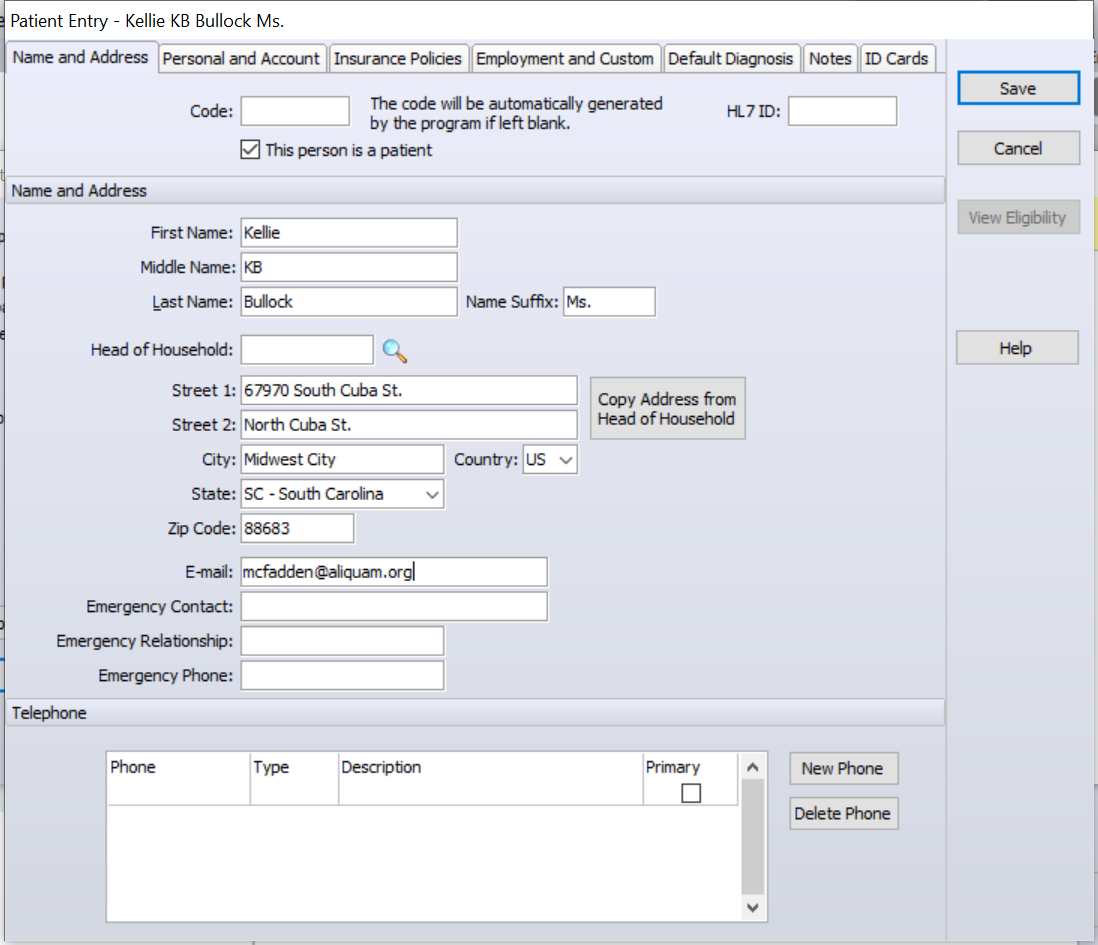 Patient Entry - Kellie KB Bullock Ms.
Name and Address Personal and Account Insurance Policies Employment and Custom Default Diagnosis Notes ID Cards
Code: The code will be automatically generated by the program if left blank. HL7 ID:
This person is a patient
Name and Address
First Name: Kellie
Middle Name: KB
Last Name: Bullock Name Suffix: Ms.
Head of Household:
Street 1: 67970 South Cuba St.
Copy Address from Head of Household
Street 2: North Cuba St.
City: Midwest City Country: US
State: SC - South Carolina
Zip Code: 88683
E-mail: mcfadden@aliquam.org
Emergency Contact:
Emergency Relationship:
Emergency Phone:
Telephone
Phone Type Description Primary
New Phone
Delete Phone
Save
Cancel
View Eligibility
Help